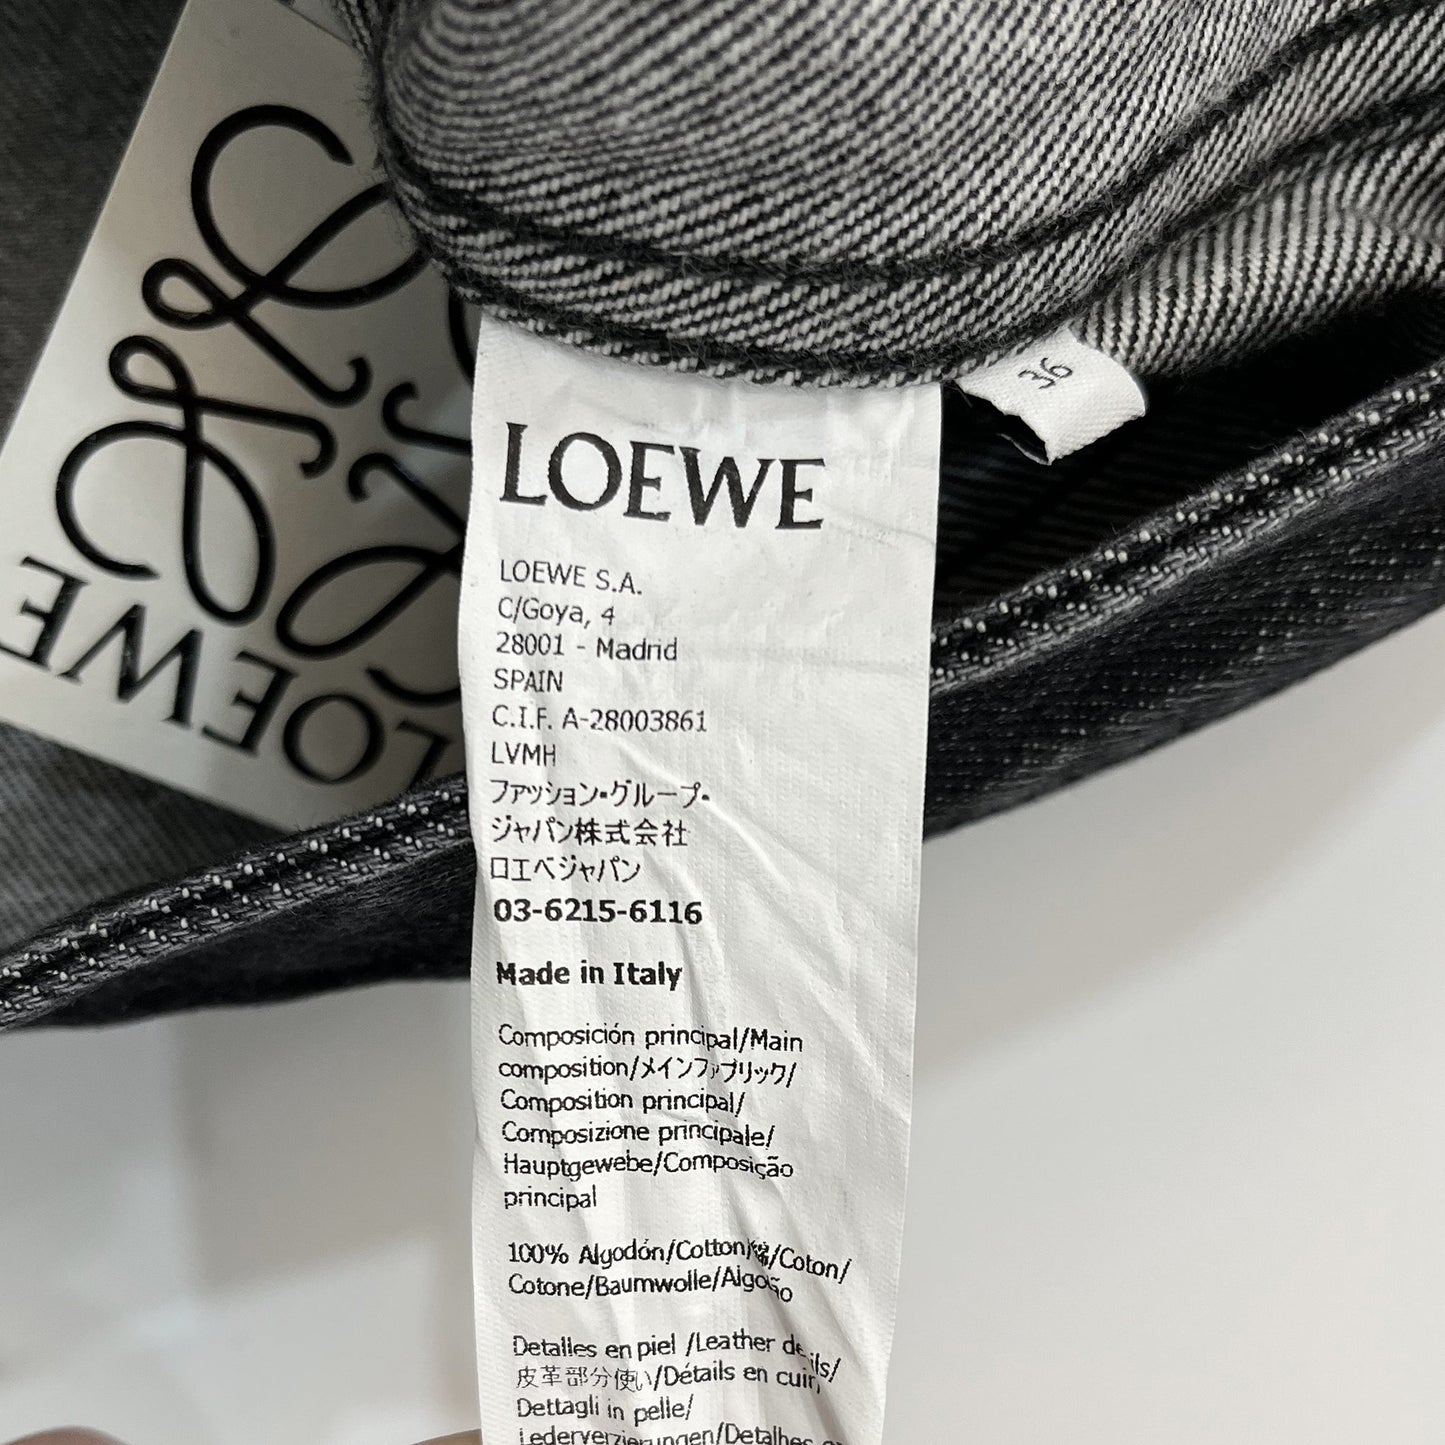 LOEWE
36
LOEWE
LOEWE S.A.
C/Goya, 4
28001 - Madrid
SPAIN
C.I.F. A-28003861
LVMH
ファッション・グループ・
ジャパン株式会社
ロエベジャパン
03-6215-6116
Made in Italy
Composición principal/Main
composition/メインファブリック/
Composition principal/
Composizione principale/
Hauptgewebe/Composição
principal
100% Algodón/Cotton/綿/Coton/
Cotone/Baumwolle/Algodão
Detalles en piel /Leather details/
皮革部分使い/Détails en cuir/
Dettagli in pelle/
Lederverzierungen/Detalhes em